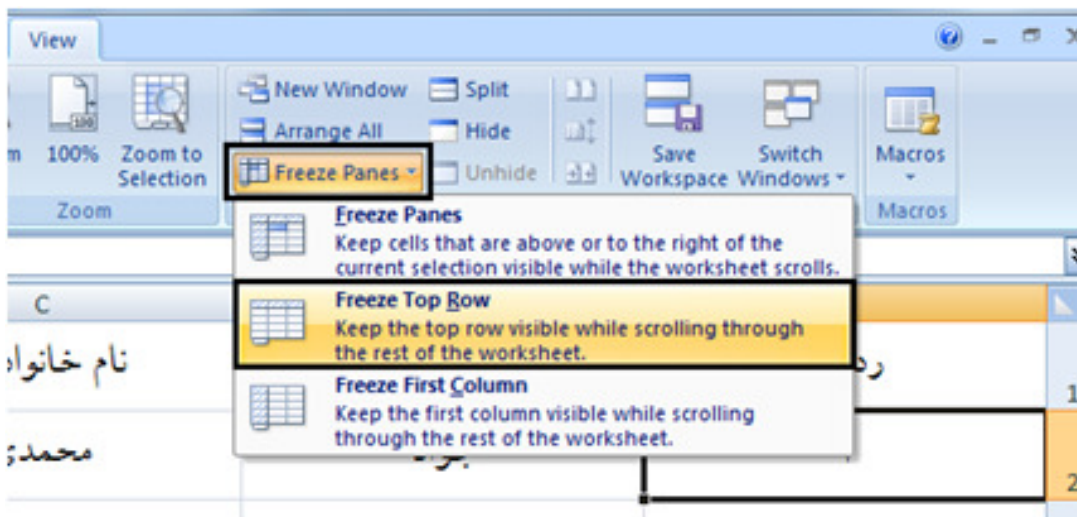 View
New Window
Split
Arrange All
Hide
Freeze Panes
Unhide
100%
Zoom to
Selection
Save
Workspace
Switch
Windows
Macros
Zoom
Macros
Freeze Panes
Keep cells that are above or to the right of the
current selection visible while the worksheet scrolls.
Freeze Top Row
Keep the top row visible while scrolling through
the rest of the worksheet.
Freeze First Column
Keep the first column visible while scrolling
through the rest of the worksheet.
C
نام
1
2